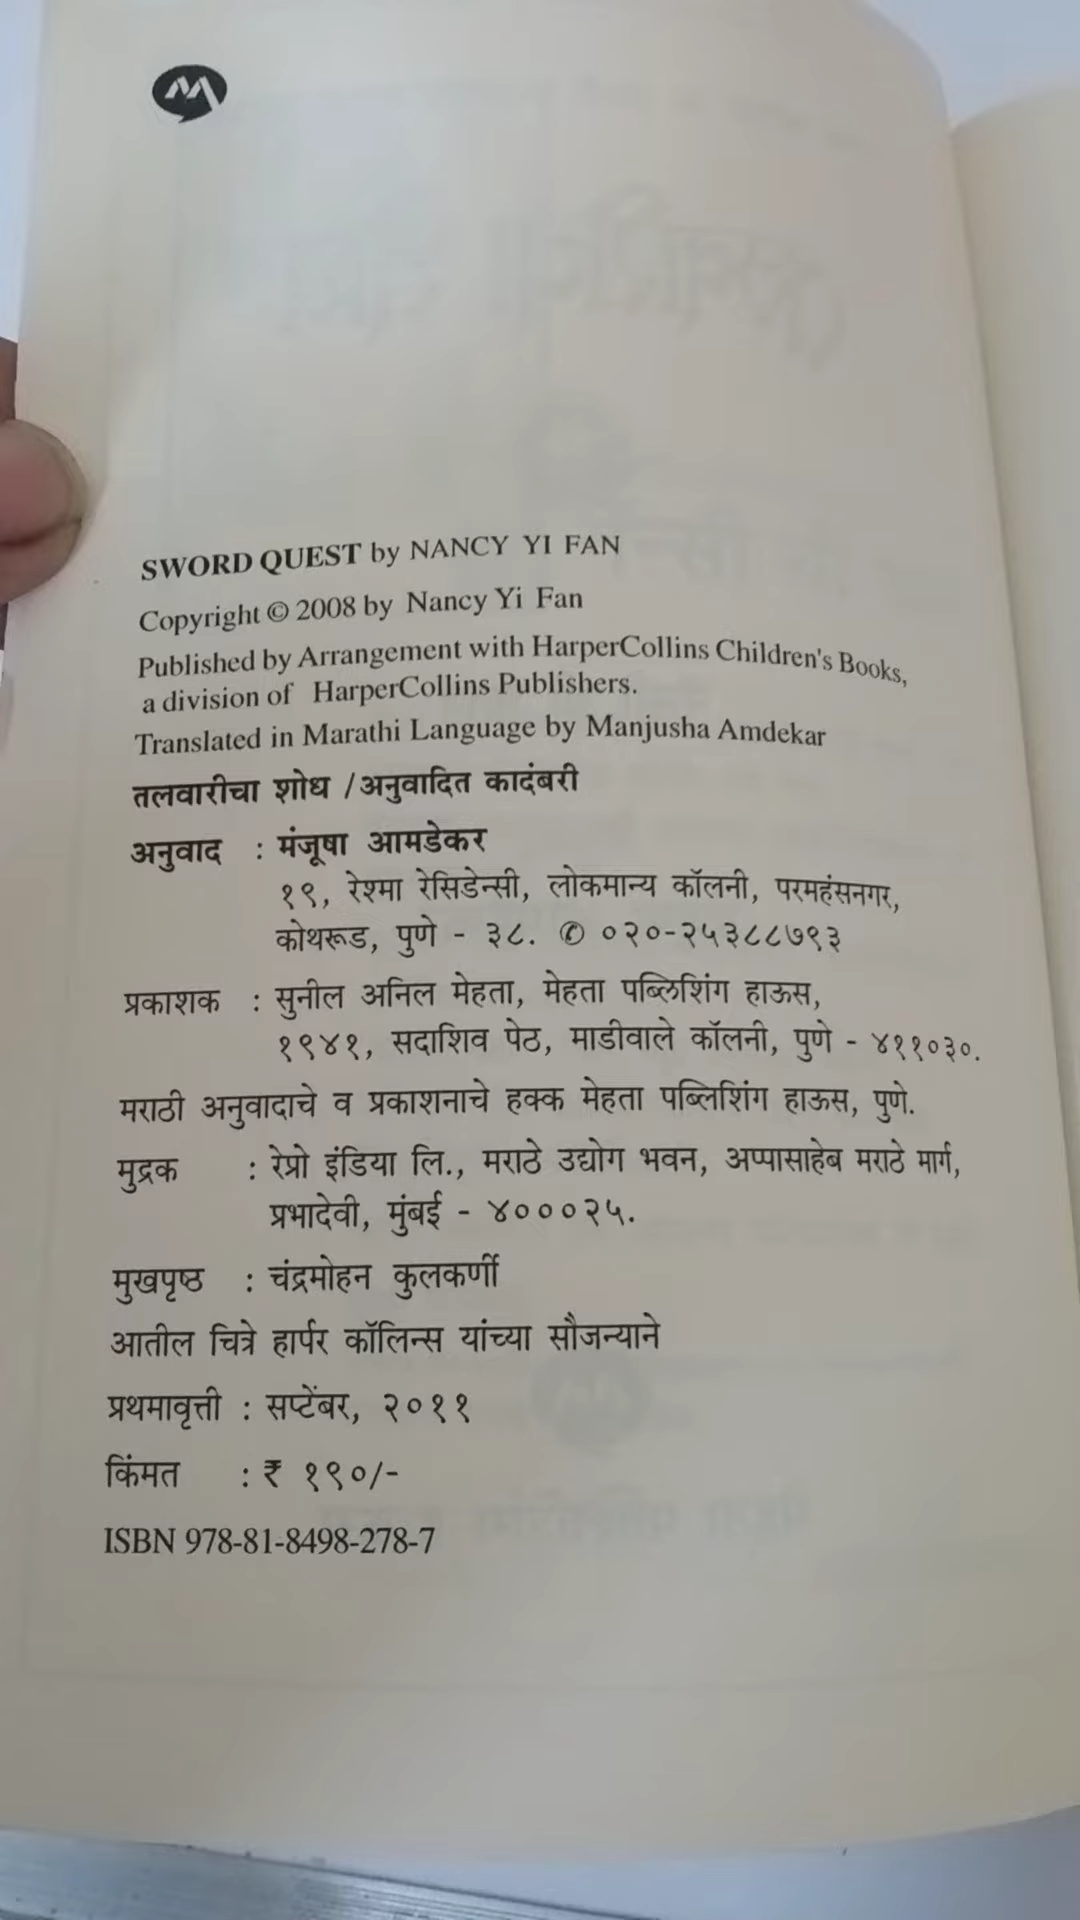 SWORD QUEST by NANCY YI FAN
Copyright © 2008 by Nancy Yi Fan
Published by Arrangement with HarperCollins Children's Books,
a division of HarperCollins Publishers.
Translated in Marathi Language by Manjusha Amdekar
तलवारीचा शोध / अनुवादित कादंबरी
अनुवाद : मंजूषा आमडेकर
१९, रेश्मा रेसिडेन्सी, लोकमान्य कॉलनी, परमहंसनगर,
कोथरूड, पुणे - ३८. ✆ ०२०-२५३८८७९३
प्रकाशक : सुनील अनिल मेहता, मेहता पब्लिशिंग हाऊस,
१९४१, सदाशिव पेठ, माडीवाले कॉलनी, पुणे - ४११०३०.
मराठी अनुवादाचे व प्रकाशनाचे हक्क मेहता पब्लिशिंग हाऊस, पुणे.
मुद्रक : रेप्रो इंडिया लि., मराठे उद्योग भवन, अप्पासाहेब मराठे मार्ग,
प्रभादेवी, मुंबई - ४०००२५.
मुखपृष्ठ : चंद्रमोहन कुलकर्णी
आतील चित्रे हार्पर कॉलिन्स यांच्या सौजन्याने
प्रथमावृत्ती : सप्टेंबर, २०११
किंमत : ₹ १९०/-
ISBN 978-81-8498-278-7